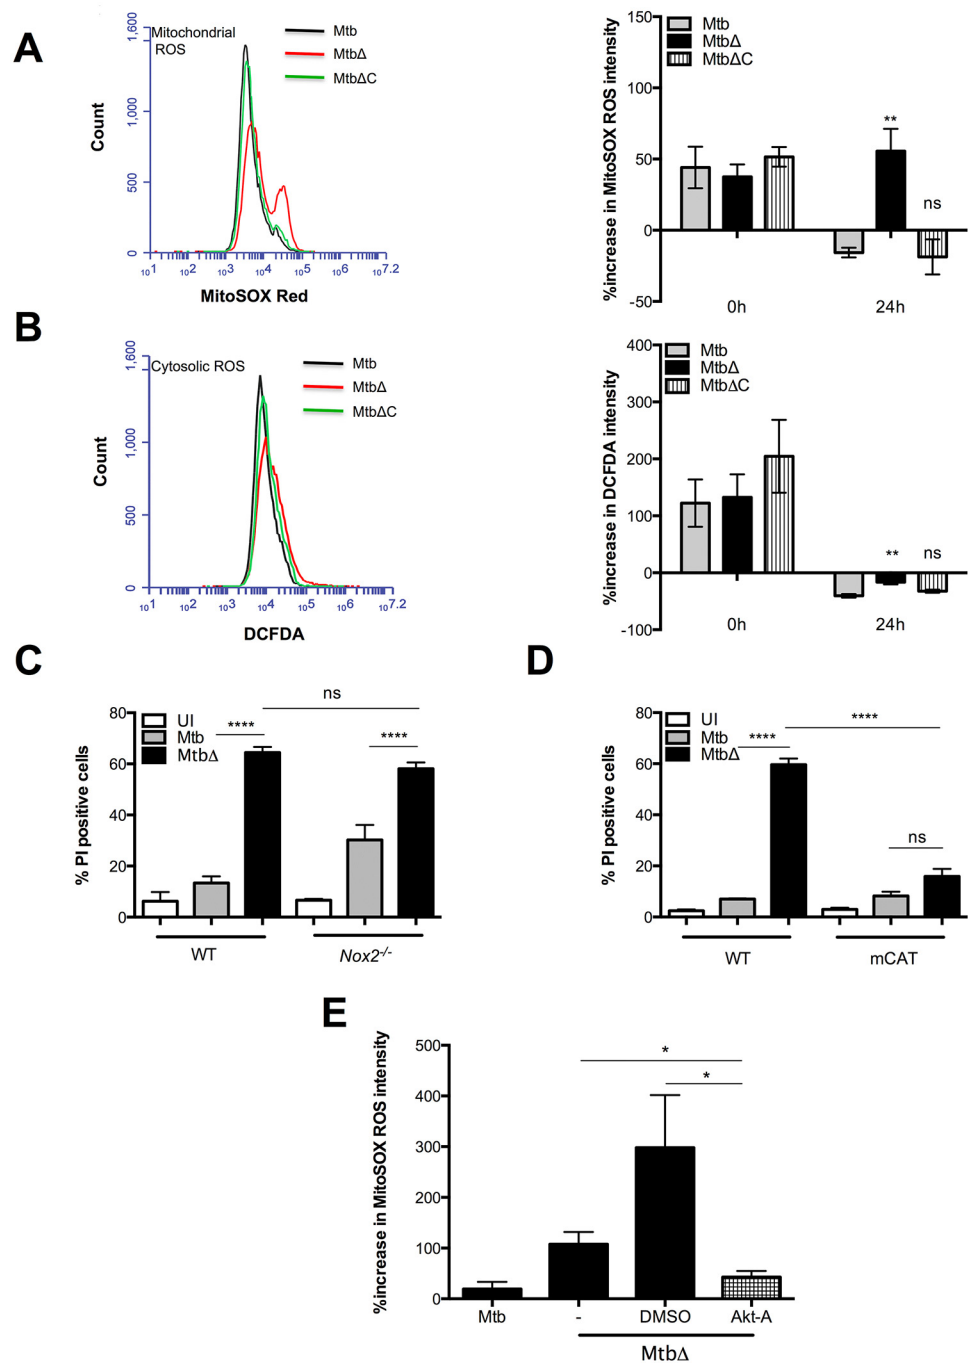 A
Mitochondrial
ROS
Mtb
MtbΔ
MtbΔC
Count
1,600
1,000
500
0
10^1 10^2 10^3 10^4 10^5 10^6 10^7.2
MitoSOX Red
%increase in MitoSOX ROS intensity
Mtb
MtbΔ
MtbΔC
150
100
50
0
-50
**
ns
0h 24h
B
Cytosolic ROS
Mtb
MtbΔ
MtbΔC
Count
1,600
1,000
500
0
10^1 10^2 10^3 10^4 10^5 10^6 10^7.2
DCFDA
%increase in DCFDA intensity
Mtb
MtbΔ
MtbΔC
400
300
200
100
0
-100
**
ns
0h 24h
C
% PI positive cells
UI
Mtb
MtbΔ
80
60
40
20
0
ns
****
****
WT Nox2-/-
D
% PI positive cells
UI
Mtb
MtbΔ
80
60
40
20
0
****
****
ns
WT mCAT
E
%increase in MitoSOX ROS intensity
500
400
300
200
100
0
*
*
Mtb - DMSO Akt-A
MtbΔ